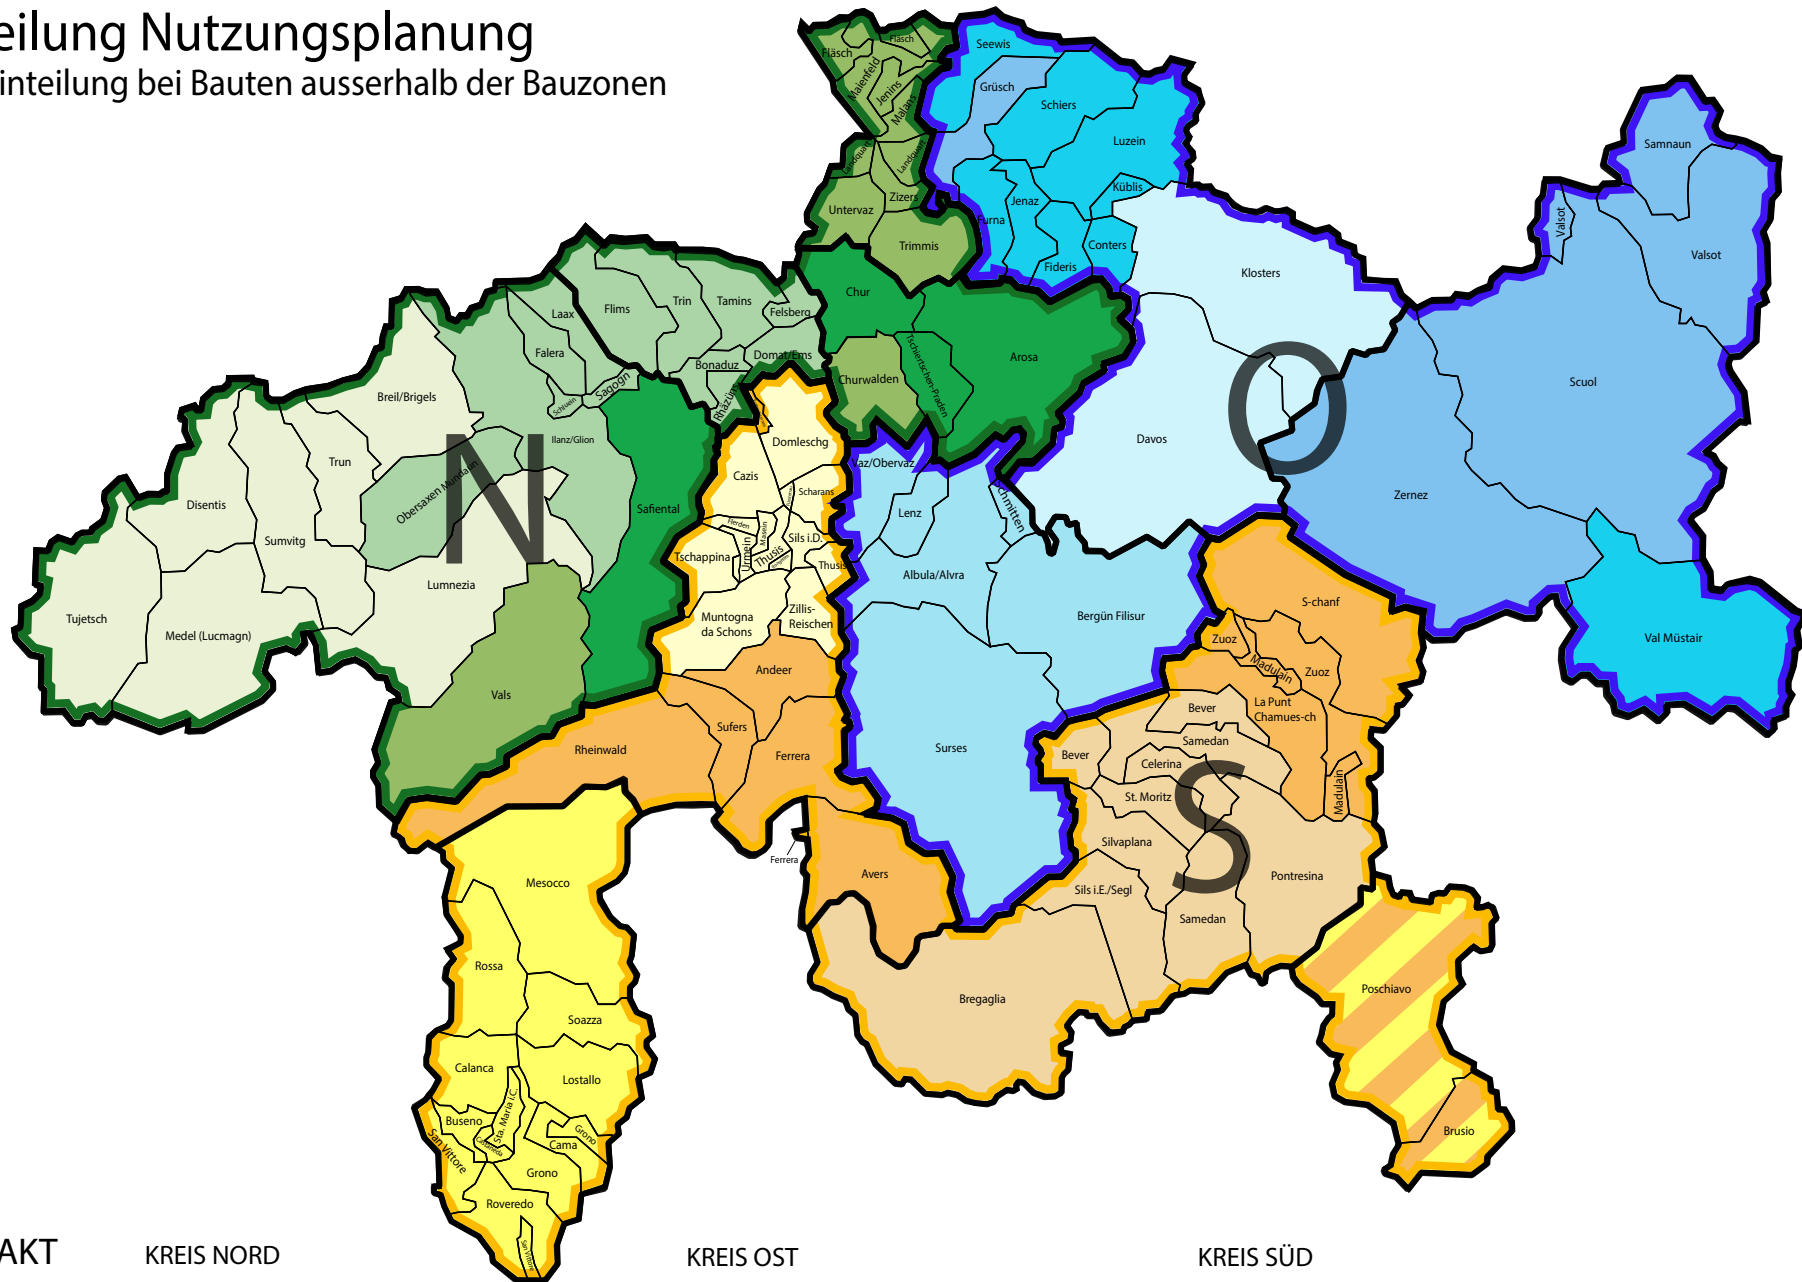 eilung Nutzungsplanung
inteilung bei Bauten ausserhalb der Bauzonen
Fläsch
Fläsch
Maienfeld
Jenins
Malans
Landquart
Landquart
Zizers
Untervaz
Trimmis
Seewis
Grüsch
Schiers
Luzein
Küblis
Jenaz
Furna
Fideris
Conters
Klosters
Davos
Samnaun
Valsot
Valsot
Scuol
Zernez
Val Müstair
O
Chur
Churwalden
Tschiertschen-Praden
Arosa
Laax
Falera
Flims
Trin
Tamins
Felsberg
Domat/Ems
Bonaduz
Rhäzüns
Sagogn
Schluein
Ilanz/Glion
Breil/Brigels
Obersaxen Mundaun
N
Trun
Disentis
Sumvitg
Tujetsch
Medel (Lucmagn)
Lumnezia
Vals
Safiental
Domleschg
Cazis
Scharans
Flerden
Masein
Urmein
Thusis
Sils i.D.
Thusis
Tschappina
Muntogna
da Schons
Zillis-
Reischen
Andeer
Sufers
Ferrera
Rheinwald
Ferrera
Avers
Vaz/Obervaz
Lenz
Schmitten
Albula/Alvra
Bergün Filisur
Surses
S-chanf
Zuoz
Madulain
Zuoz
La Punt
Chamues-ch
Bever
Bever
Samedan
Celerina
St. Moritz
Madulain
Silvaplana
S
Sils i.E./Segl
Samedan
Pontresina
Bregaglia
Poschiavo
Brusio
Mesocco
Rossa
Soazza
Calanca
Lostallo
Sta. Maria i.C.
Buseno
Castaneda
Grono
Cama
San Vittore
Grono
Roveredo
San Vittore
AKT
KREIS NORD
KREIS OST
KREIS SÜD